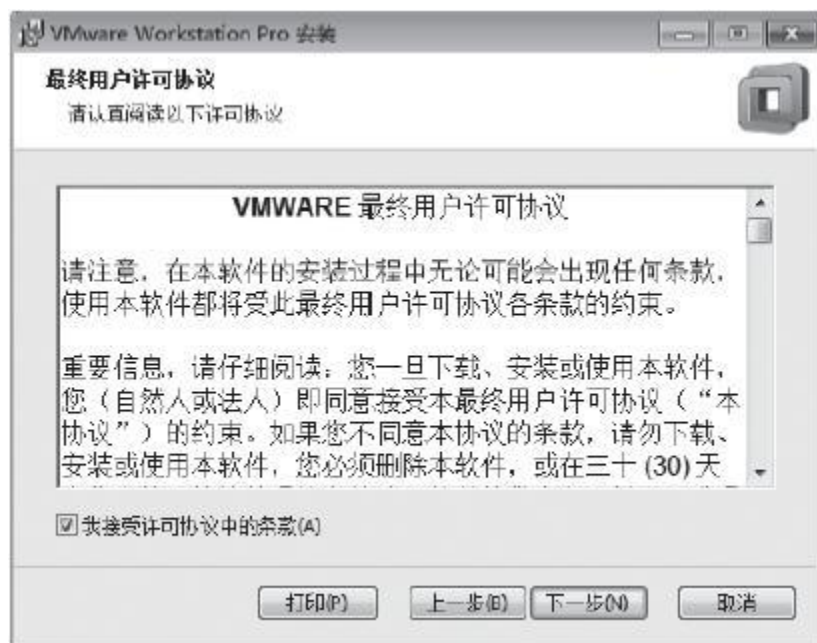 VMware Workstation Pro 安装
最终用户许可协议
请认真阅读以下许可协议
VMWARE 最终用户许可协议
请注意，在本软件的安装过程中无论可能会出现任何条款，
使用本软件都将受此最终用户许可协议各条款的约束。
重要信息，请仔细阅读：您一旦下载、安装或使用本软件，
您（自然人或法人）即同意接受本最终用户许可协议（“本
协议”）的约束。如果您不同意本协议的条款，请勿下载、
安装或使用本软件，您必须删除本软件，或在三十 (30) 天
我接受许可协议中的条款(A)
打印(P)
上一步(B)
下一步(N)
取消